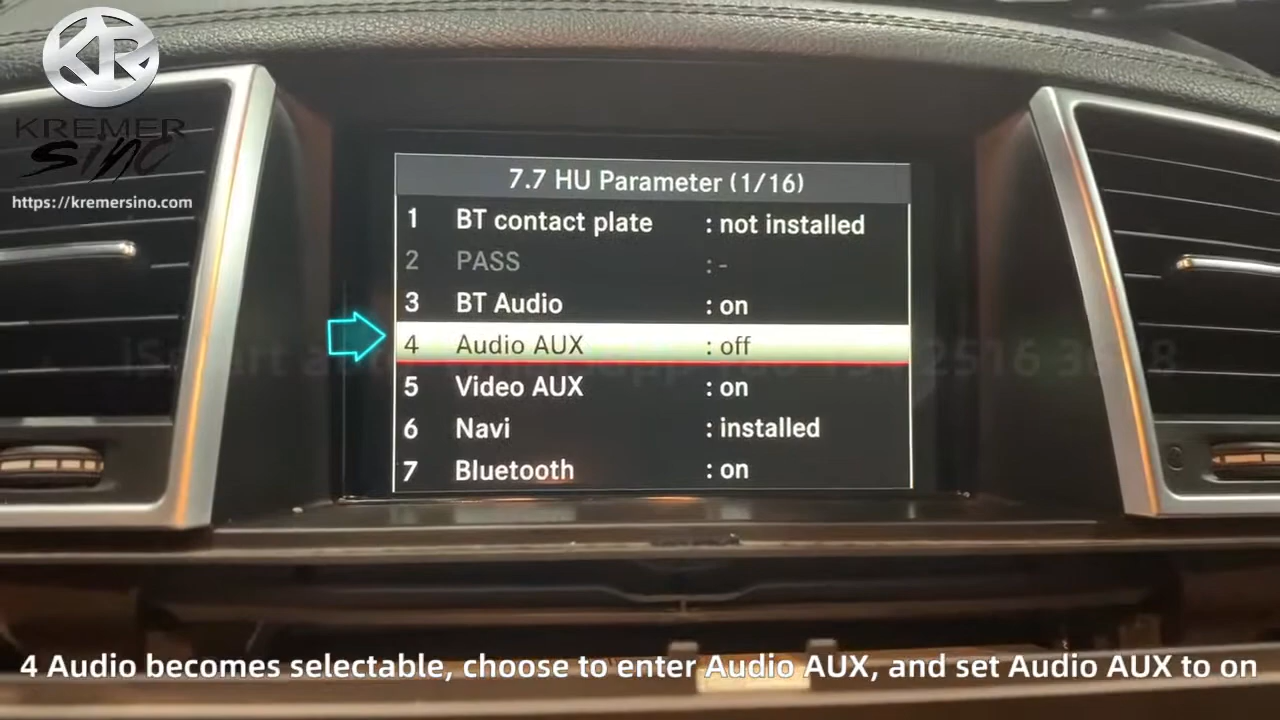 KR
KREMER
sinc
https://kremersino.com
7.7 HU Parameter (1/16)
1 BT contact plate : not installed
2 PASS : -
3 BT Audio : on
4 Audio AUX : off
5 Video AUX : on
6 Navi : installed
7 Bluetooth : on
4 Audio becomes selectable, choose to enter Audio AUX, and set Audio AUX to on